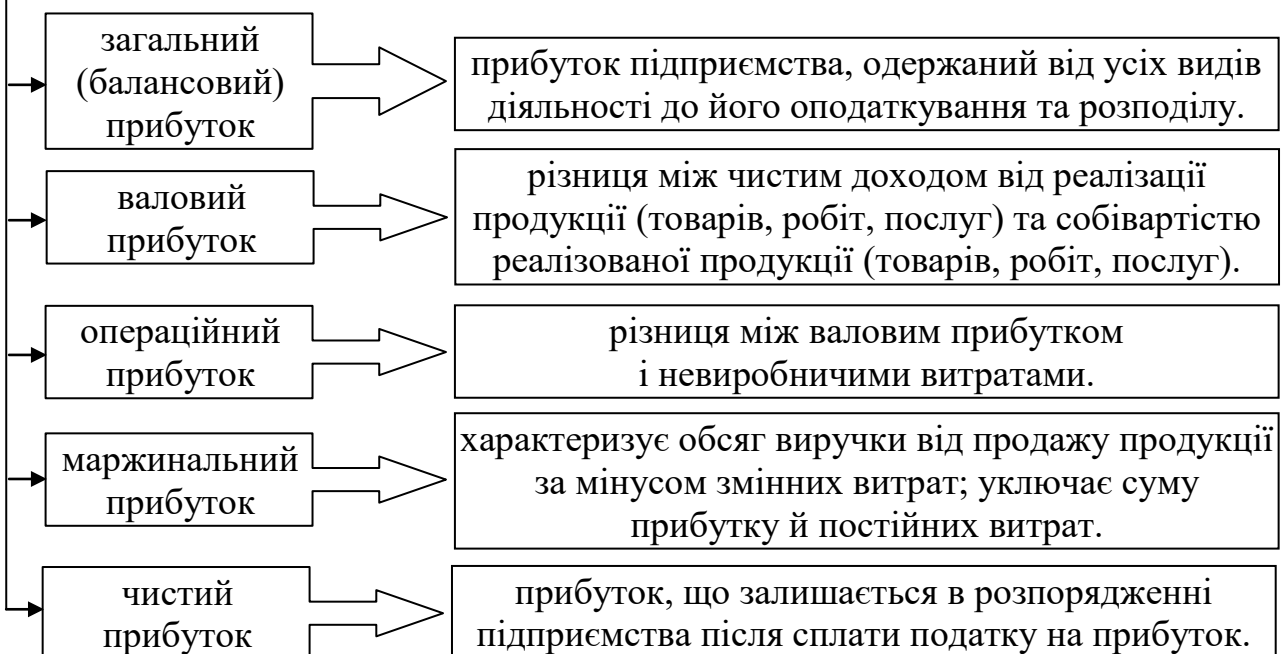 загальний
(балансовий)
прибуток
прибуток підприємства, одержаний від усіх видів
діяльності до його оподаткування та розподілу.
валовий
прибуток
різниця між чистим доходом від реалізації
продукції (товарів, робіт, послуг) та собівартістю
реалізованої продукції (товарів, робіт, послуг).
операційний
прибуток
різниця між валовим прибутком
і невиробничими витратами.
маржинальний
прибуток
характеризує обсяг виручки від продажу продукції
за мінусом змінних витрат; уключає суму
прибутку й постійних витрат.
чистий
прибуток
прибуток, що залишається в розпорядженні
підприємства після сплати податку на прибуток.